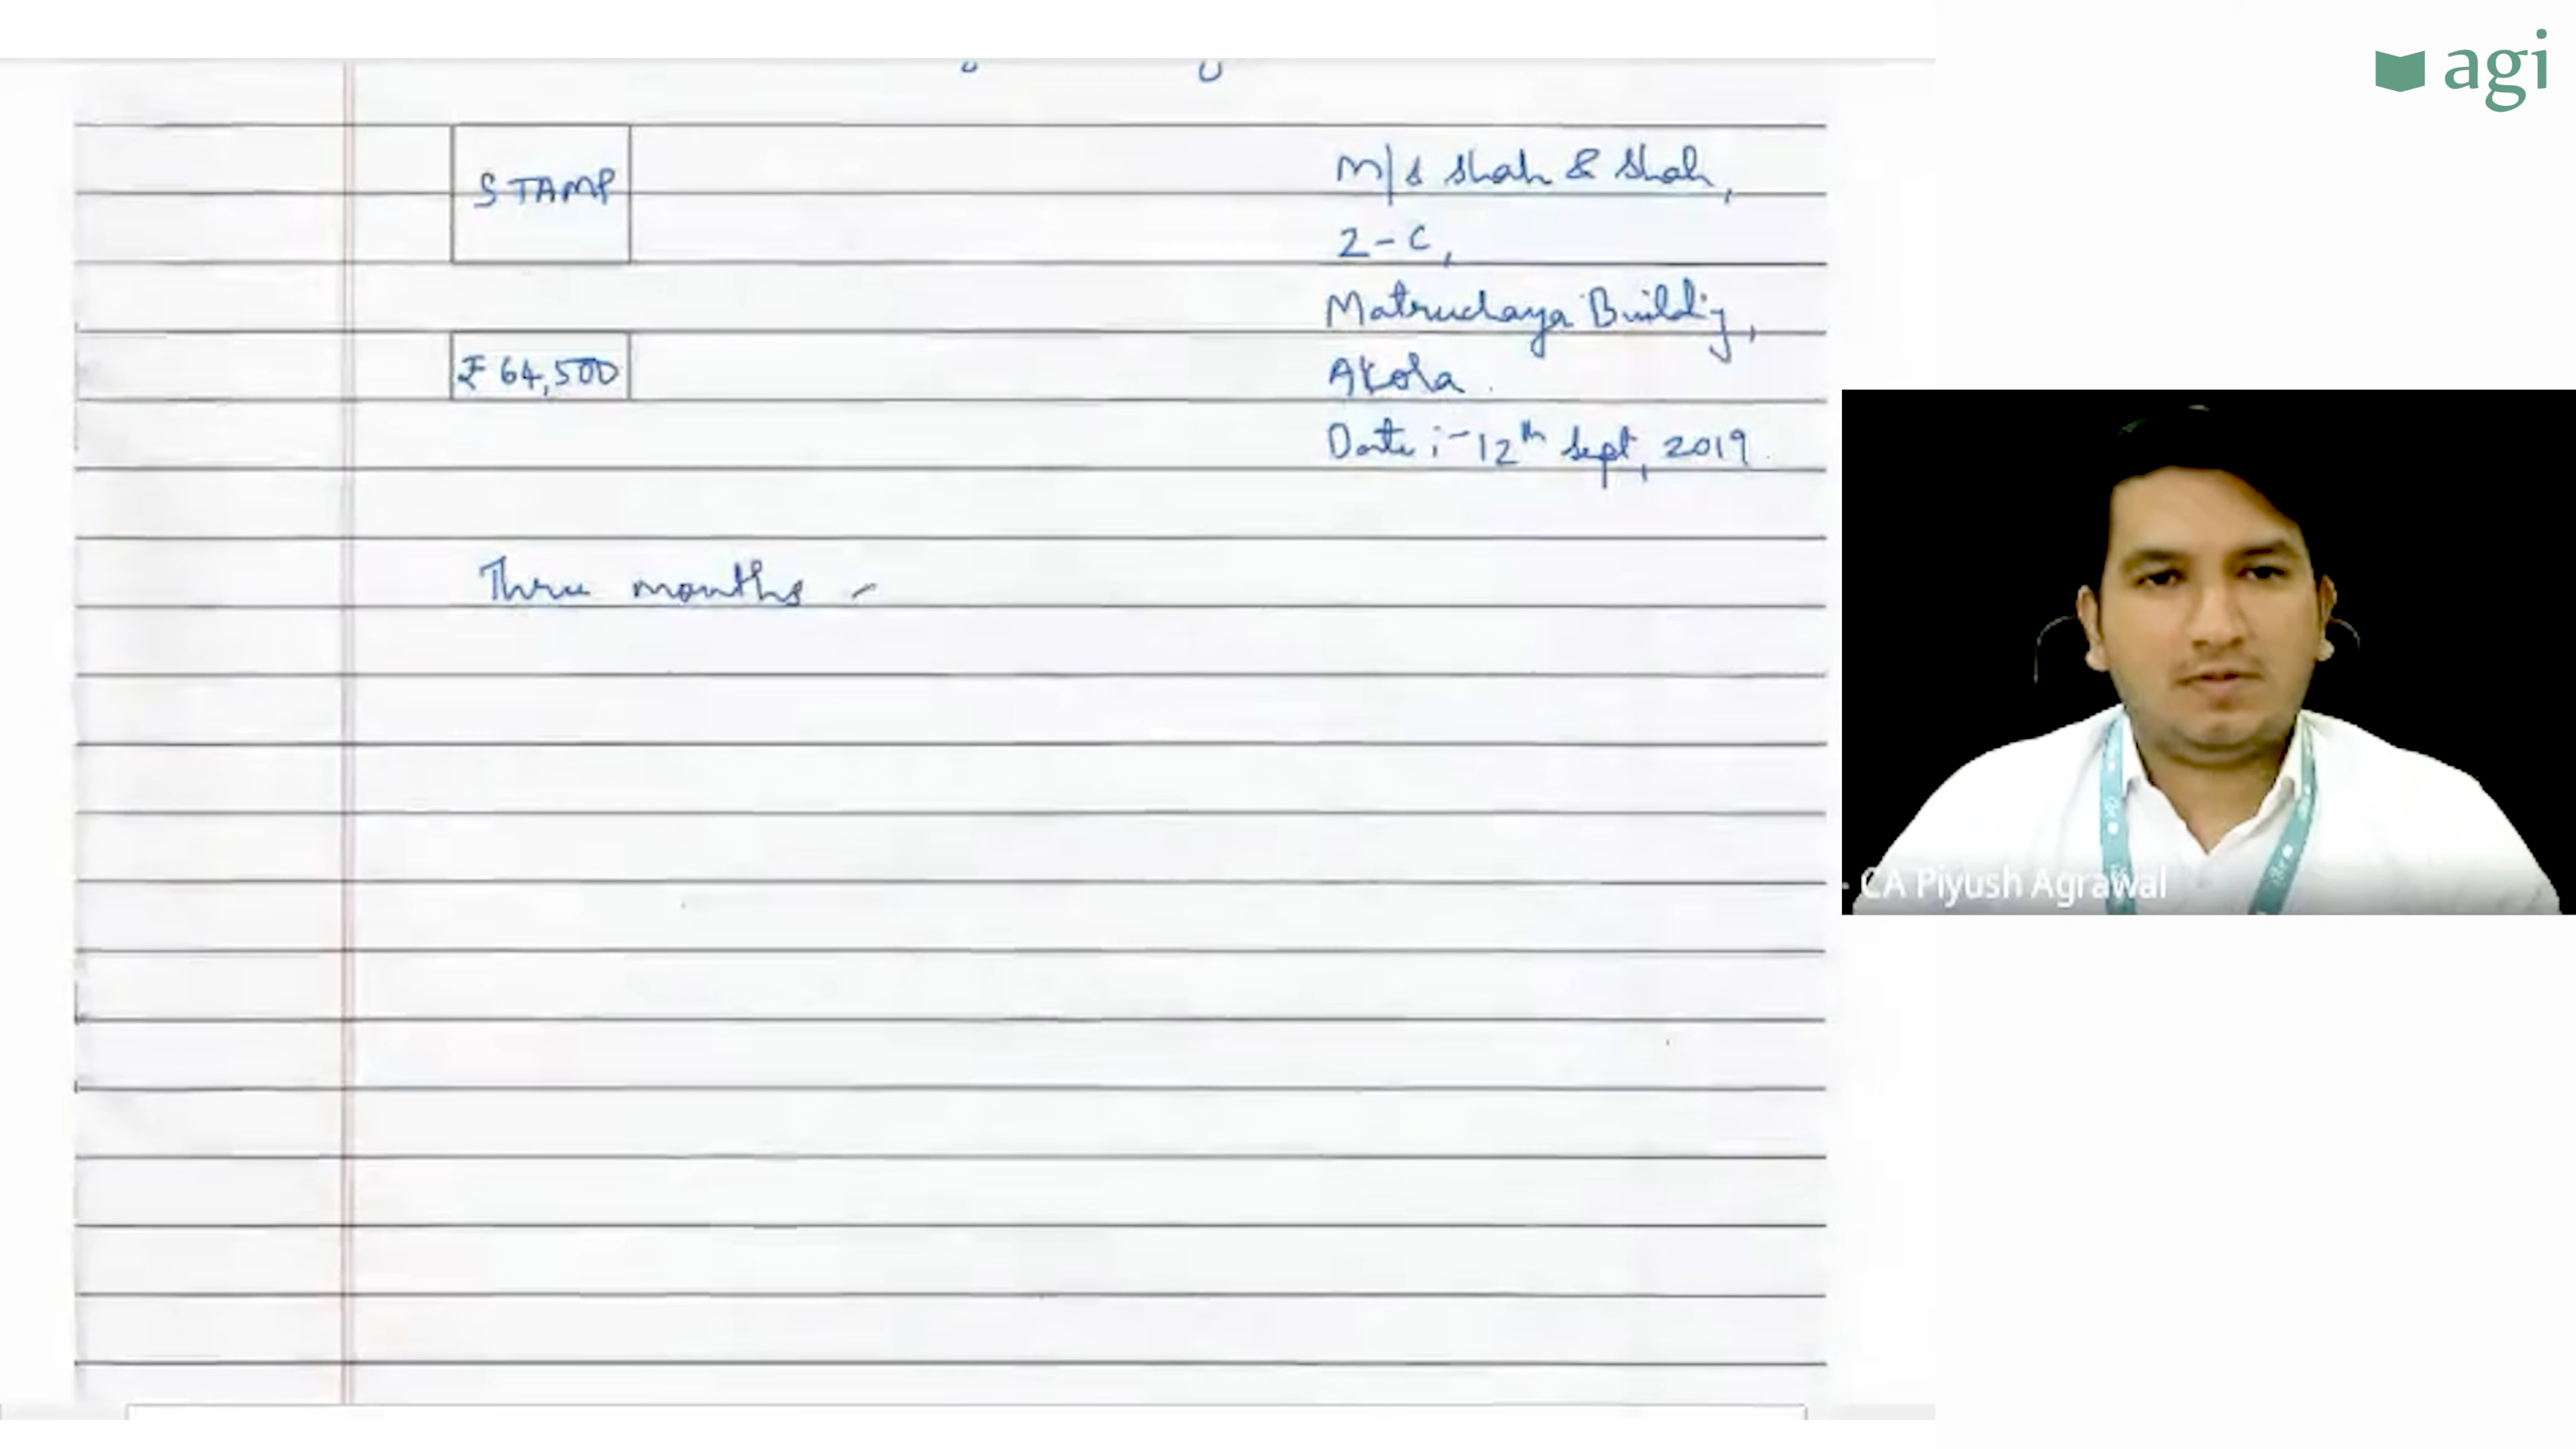 agi
STAMP
M/s Shah & Shah,
2-C,
Matruchaya Building,
₹ 64,500
Akola.
Date :- 12th Sept, 2019.
Three months -
CA Piyush Agrawal